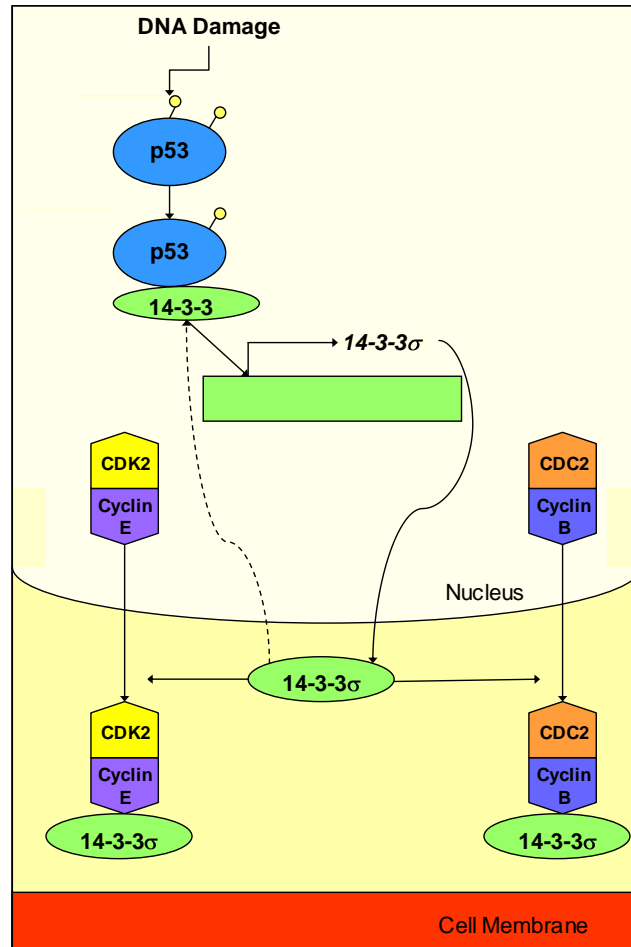 DNA Damage
p53
p53
14-3-3
14-3-3σ
CDK2
Cyclin
E
CDC2
Cyclin
B
Nucleus
14-3-3σ
CDK2
Cyclin
E
14-3-3σ
CDC2
Cyclin
B
14-3-3σ
Cell Membrane